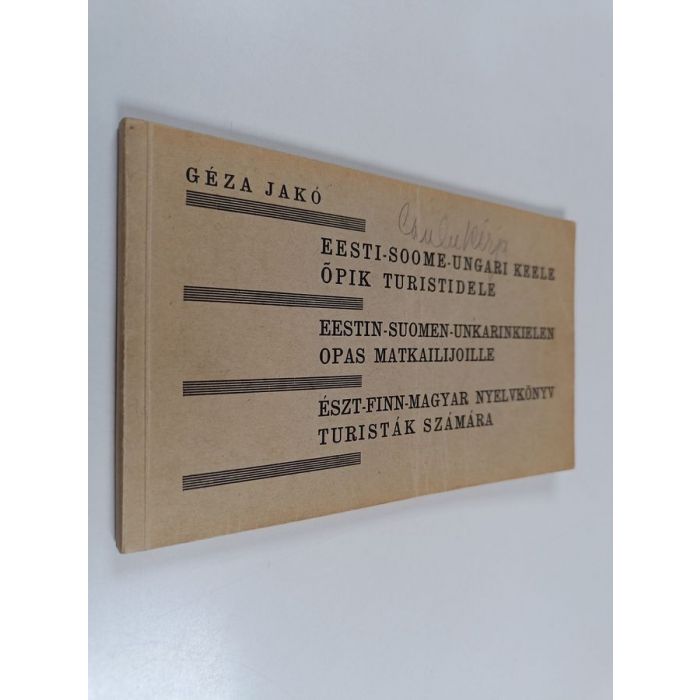 GÉZA JAKÓ
EESTI-SOOME-UNGARI KEELE
ÕPIK TURISTIDELE
EESTIN-SUOMEN-UNKARINKIELEN
OPAS MATKAILIJOILLE
ÉSZT-FINN-MAGYAR NYELVKÖNYV
TURISTÁK SZÁMÁRA